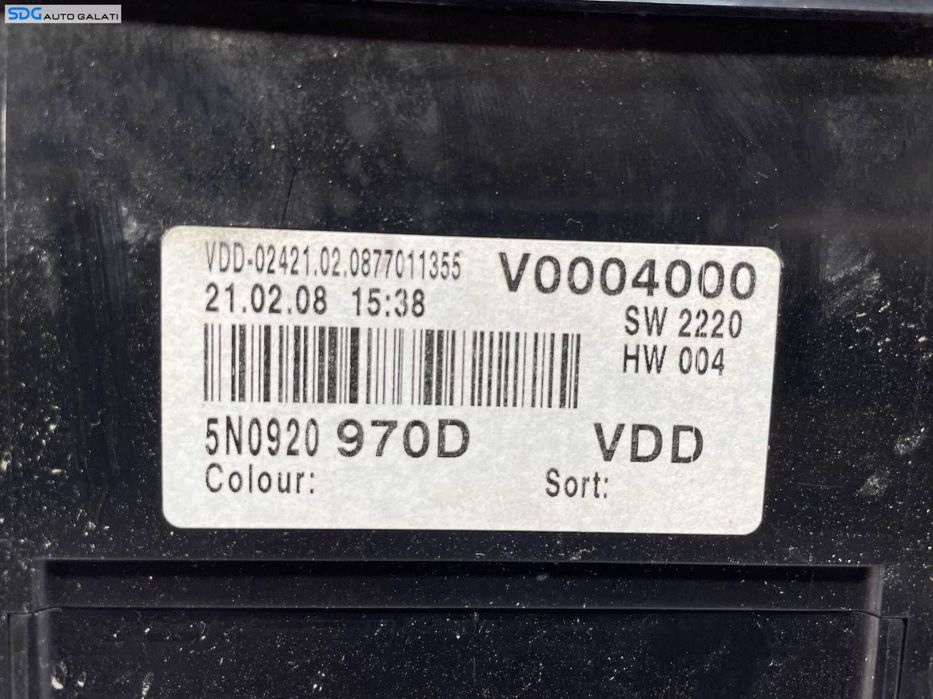 SDG AUTO GALATI
VDD-02421.02.0877011355 V0004000
21.02.08 15:38 SW 2220
HW 004
5N0920 970D VDD
Colour: Sort: